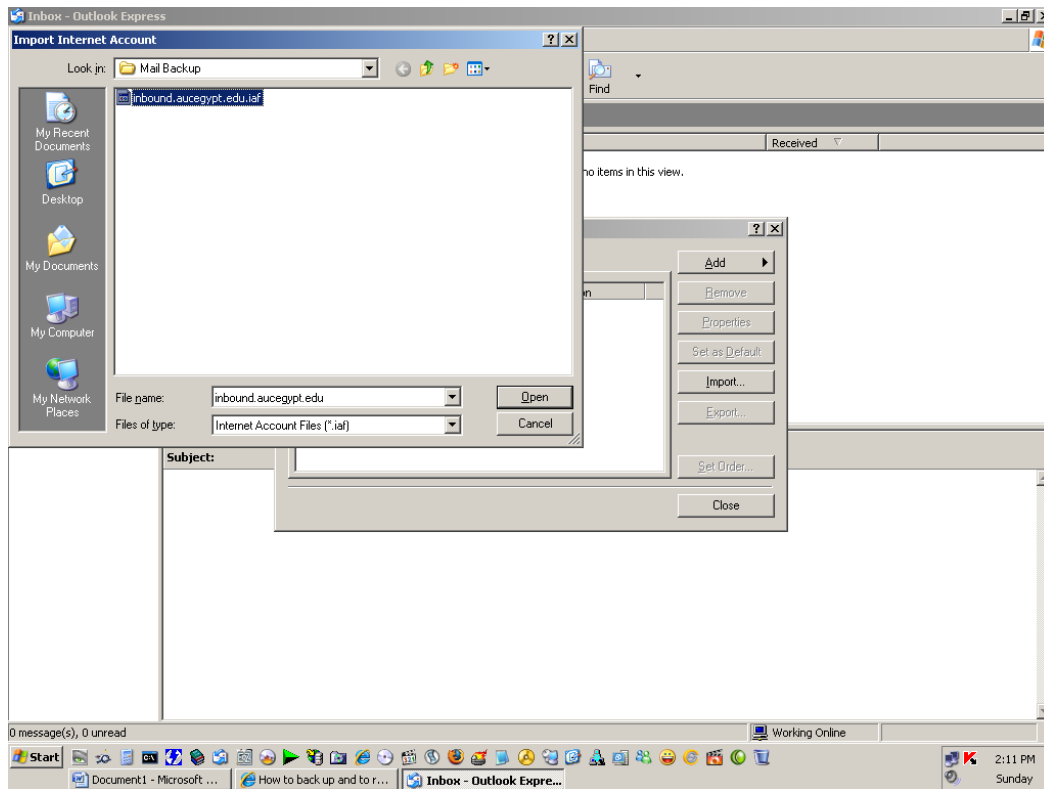 Inbox - Outlook Express
Import Internet Account
Look in: Mail Backup
inbound.aucegypt.edu.iaf
My Recent
Documents
Desktop
My Documents
My Computer
My Network
Places
File name: inbound.aucegypt.edu Open
Files of type: Internet Account Files (*.iaf) Cancel
Find
Received
no items in this view.
Add
Remove
Properties
Set as Default
Import...
Export...
Set Order...
Close
Subject:
0 message(s), 0 unread
Working Online
Start
2:11 PM
Document1 - Microsoft ...
How to back up and to r...
Inbox - Outlook Expre...
Sunday